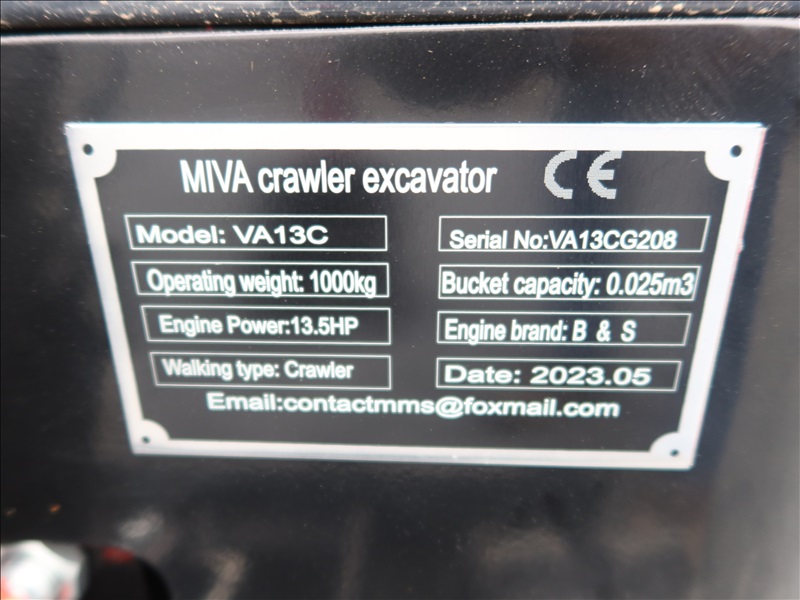 MIVA crawler excavator CE
Model: VA13C
Serial No:VA13CG208
Operating weight: 1000kg
Bucket capacity: 0.025m3
Engine Power:13.5HP
Engine brand: B & S
Walking type: Crawler
Date: 2023.05
Email:contactmms@foxmail.com